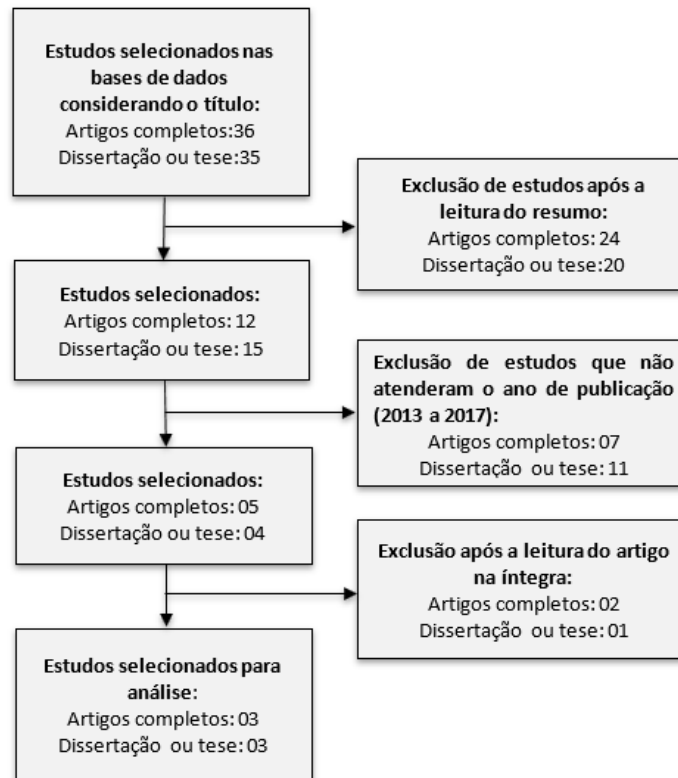 Estudos selecionados nas
bases de dados
considerando o título:
Artigos completos:36
Dissertação ou tese:35
Exclusão de estudos após a
leitura do resumo:
Artigos completos: 24
Dissertação ou tese:20
Estudos selecionados:
Artigos completos: 12
Dissertação ou tese: 15
Exclusão de estudos que não
atenderam o ano de publicação
(2013 a 2017):
Artigos completos: 07
Dissertação ou tese: 11
Estudos selecionados:
Artigos completos: 05
Dissertação ou tese: 04
Exclusão após a leitura do artigo
na íntegra:
Artigos completos: 02
Dissertação ou tese: 01
Estudos selecionados para
análise:
Artigos completos: 03
Dissertação ou tese: 03